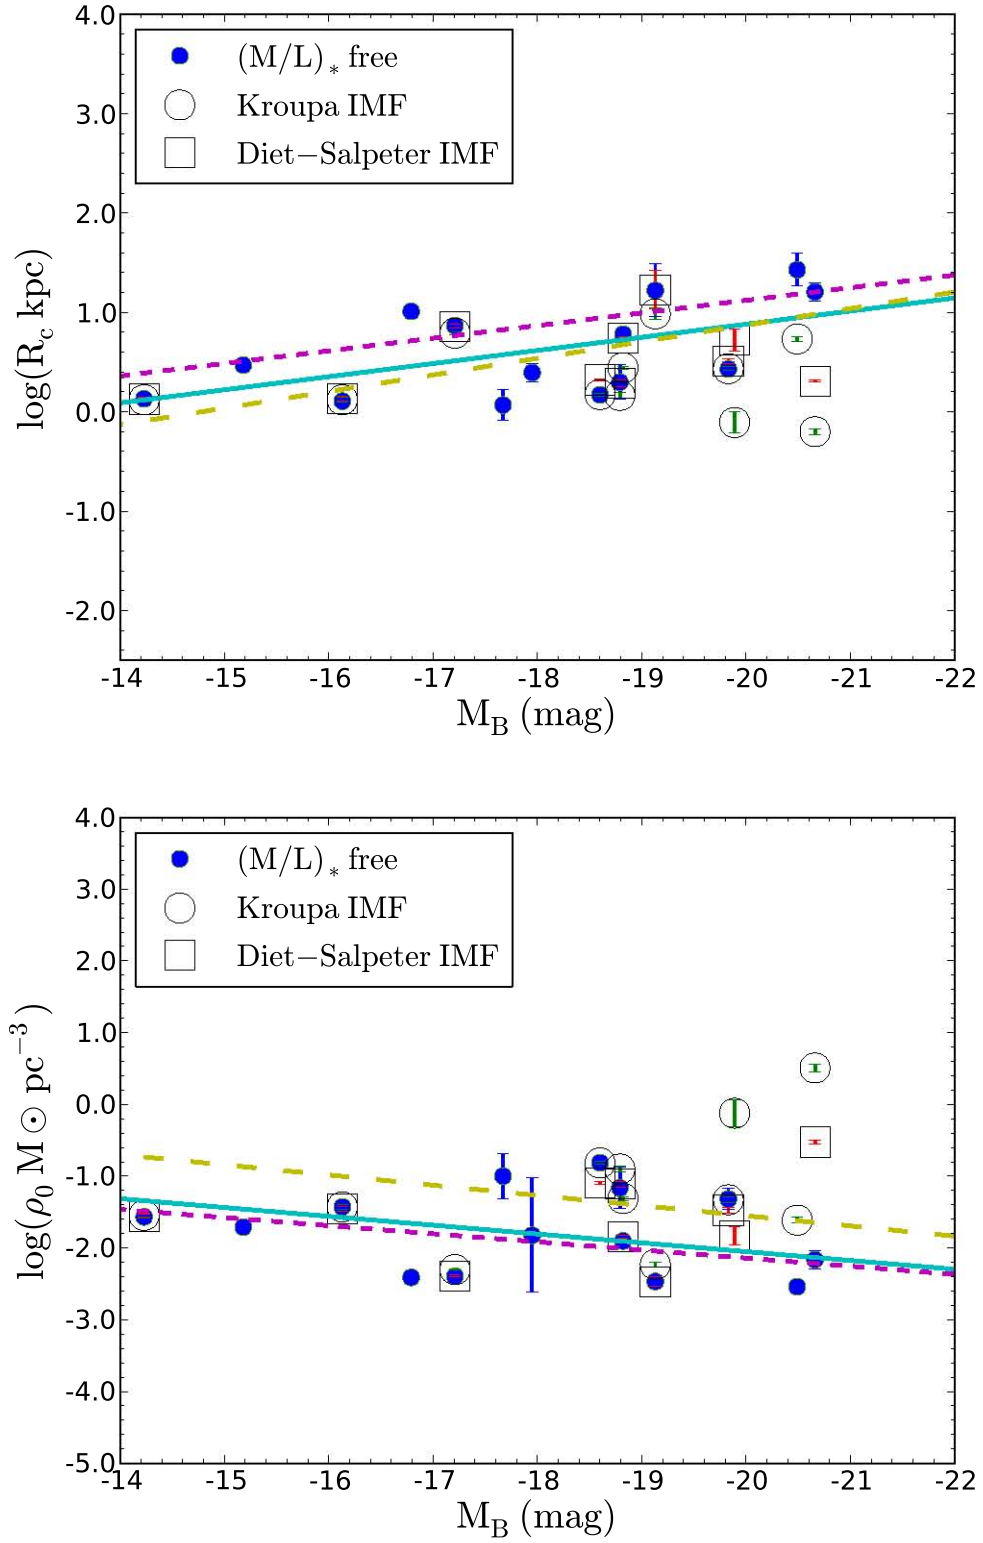 4.0
3.0
2.0
1.0
0.0
-1.0
-2.0
log(R_c kpc)
(M/L)_* free
Kroupa IMF
Diet−Salpeter IMF
-14 -15 -16 -17 -18 -19 -20 -21 -22
M_B (mag)
4.0
3.0
2.0
1.0
0.0
-1.0
-2.0
-3.0
-4.0
-5.0
log(ρ_0 M⊙ pc^−3)
(M/L)_* free
Kroupa IMF
Diet−Salpeter IMF
-14 -15 -16 -17 -18 -19 -20 -21 -22
M_B (mag)